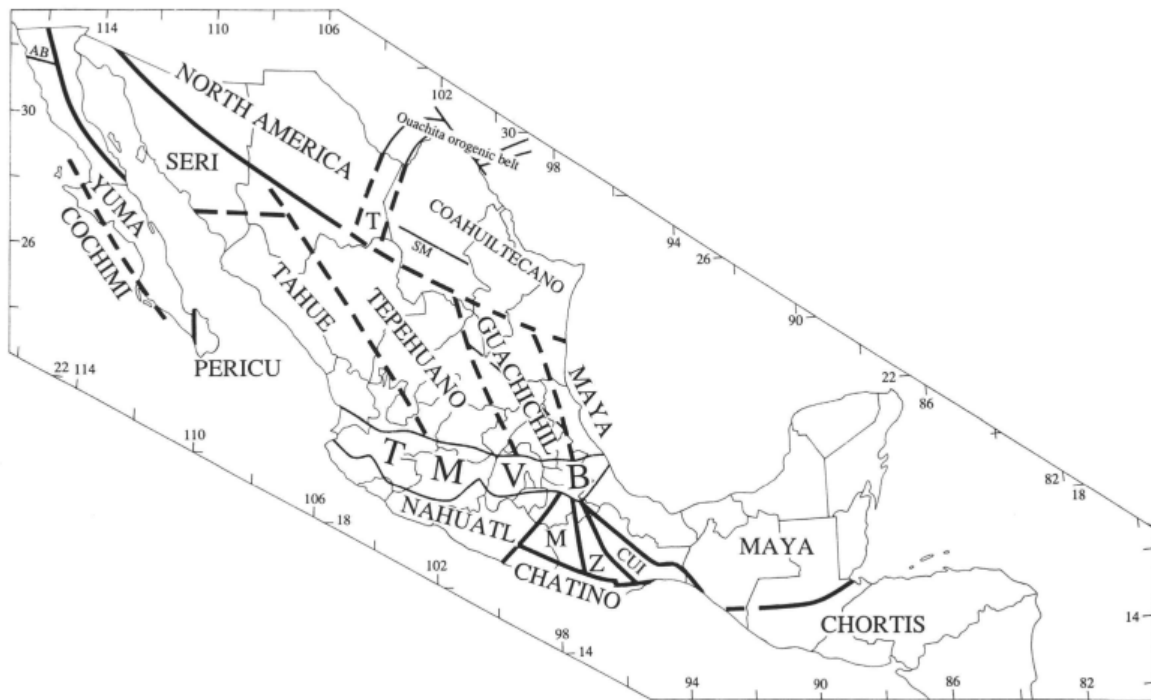 114
110
106
AB
102
30
30
98
NORTH AMERICA
Ouachita orogenic belt
SERI
YUMA
COCHIMI
T
COAHUILTECANO
SM
94
26
26
TAHUE
TEPEHUANO
GUACHICHIL
MAYA
90
PERICU
22
114
22
86
110
T M V B
82
18
106
18
NAHUATL
M
Z
CUI
MAYA
CHATINO
102
CHORTIS
14
98
14
94
90
86
82